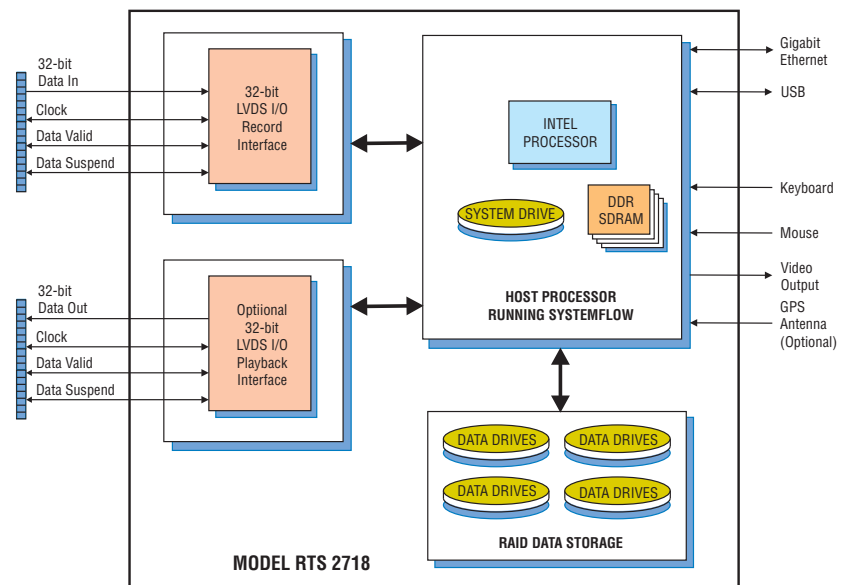 32-bit
Data In
Clock
Data Valid
Data Suspend
32-bit
LVDS I/O
Record
Interface
32-bit
Data Out
Clock
Data Valid
Data Suspend
Optiional
32-bit
LVDS I/O
Playback
Interface
INTEL
PROCESSOR
SYSTEM DRIVE
DDR
SDRAM
HOST PROCESSOR
RUNNING SYSTEMFLOW
Gigabit
Ethernet
USB
Keyboard
Mouse
Video
Output
GPS
Antenna
(Optional)
DATA DRIVES
DATA DRIVES
DATA DRIVES
DATA DRIVES
RAID DATA STORAGE
MODEL RTS 2718